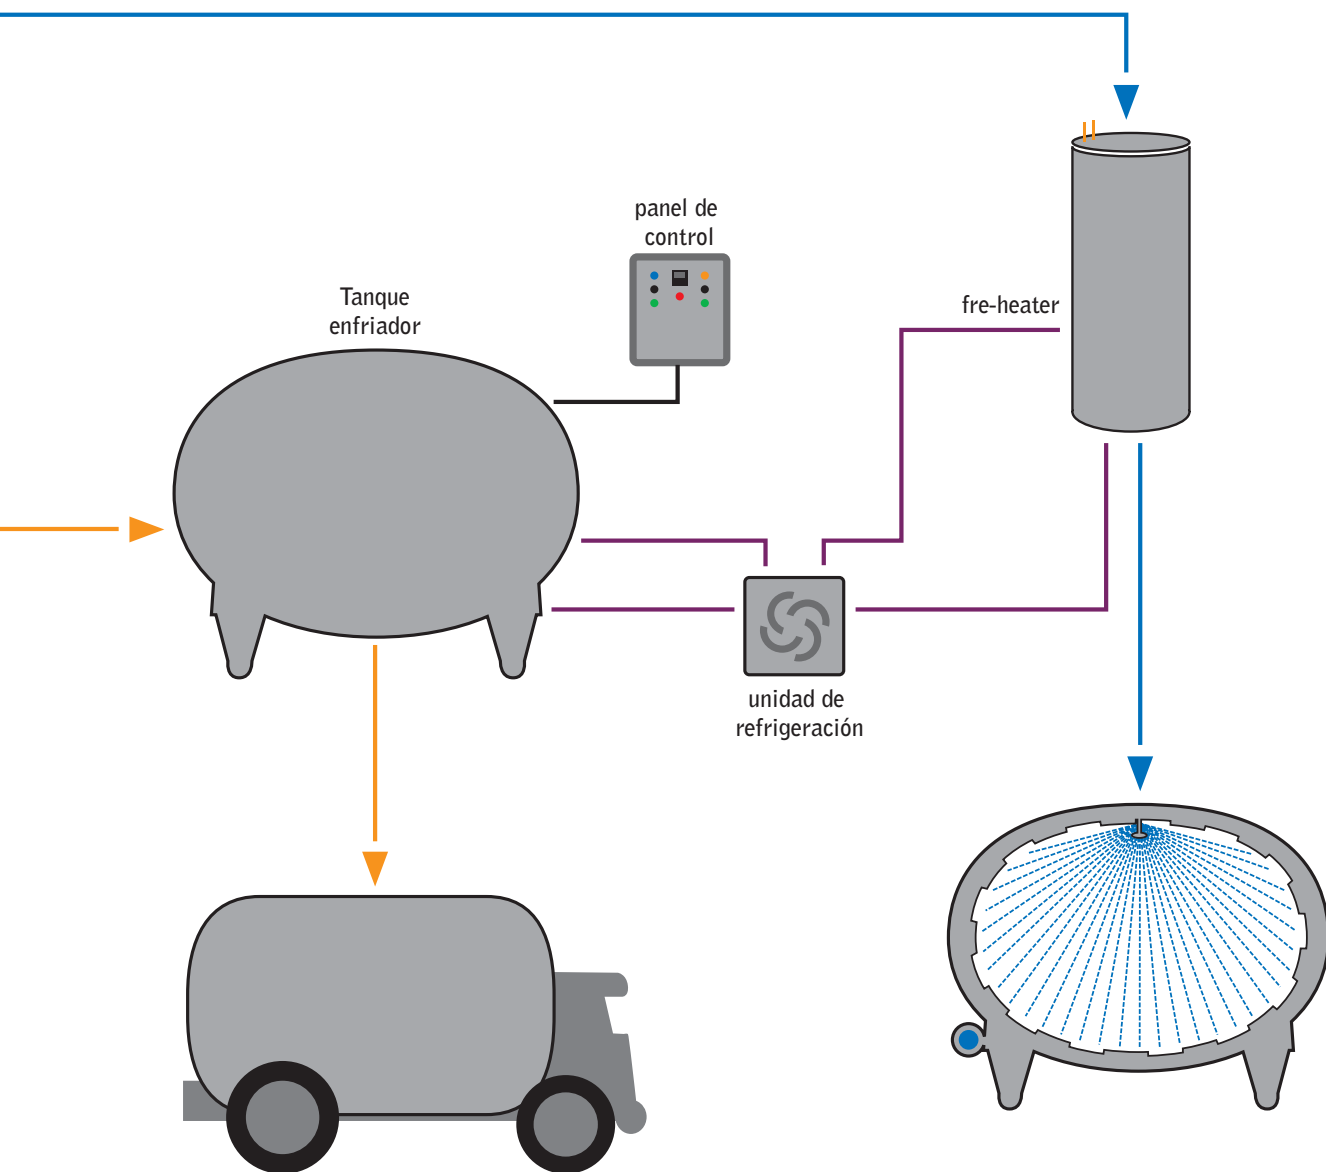 panel de
control
Tanque
enfriador
fre-heater
unidad de
refrigeración